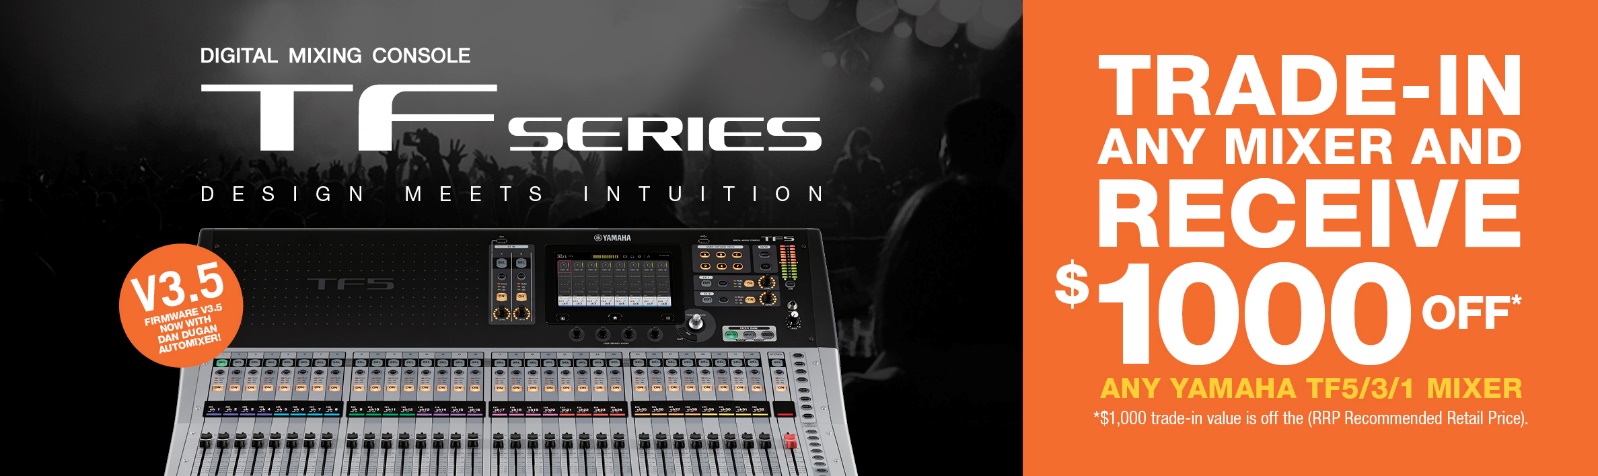 DIGITAL MIXING CONSOLE
TF SERIES
DESIGN MEETS INTUITION
V3.5
FIRMWARE V3.5
NOW WITH
DAN DUGAN
AUTOMIXER!
YAMAHA
TF5
TF5
TRADE-IN
ANY MIXER AND
RECEIVE
$1000 OFF*
ANY YAMAHA TF5/3/1 MIXER
*$1,000 trade-in value is off the (RRP Recommended Retail Price).